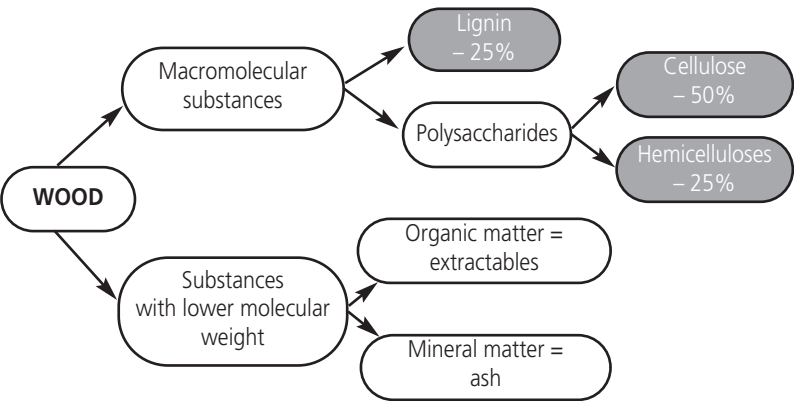 WOOD
Macromolecular
substances
Lignin
– 25%
Polysaccharides
Cellulose
– 50%
Hemicelluloses
– 25%
Substances
with lower molecular
weight
Organic matter =
extractables
Mineral matter =
ash